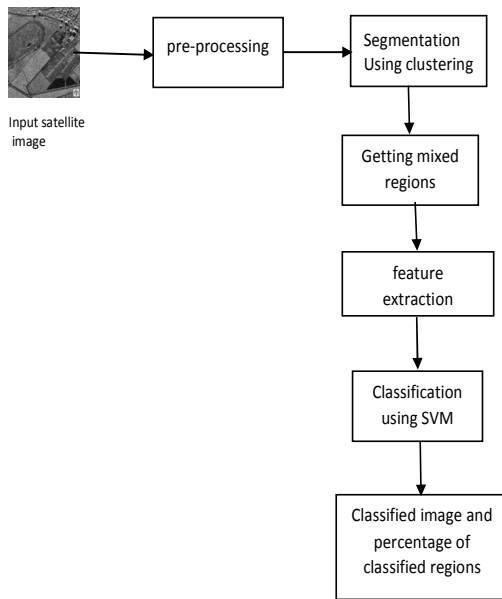 pre-processing
Segmentation
Using clustering
Input satellite
image
Getting mixed
regions
feature
extraction
Classification
using SVM
Classified image and
percentage of
classified regions